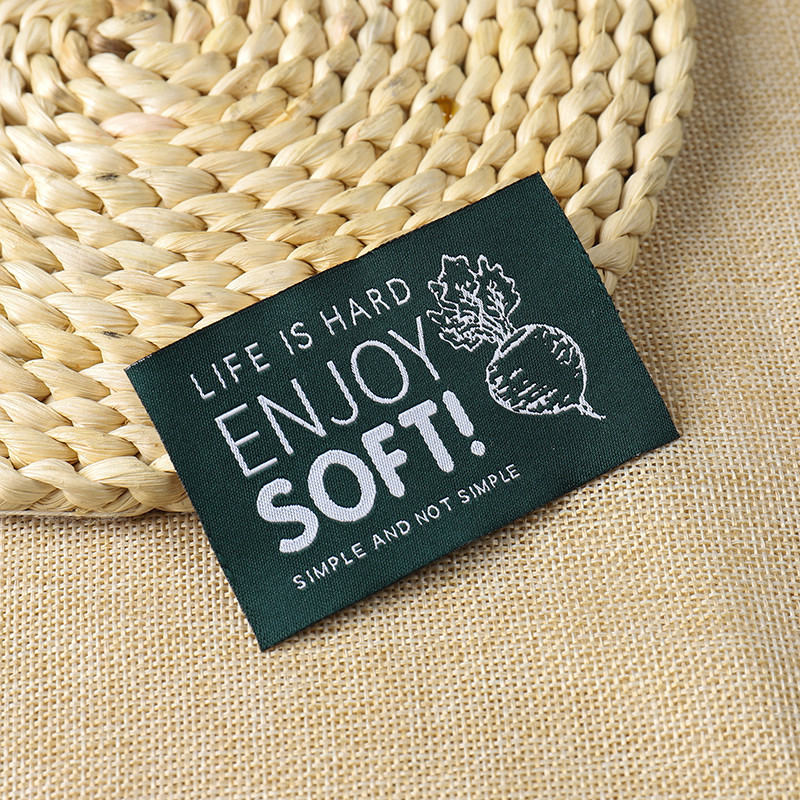 LIFE IS HARD
ENJOY
SOFT!
SIMPLE AND NOT SIMPLE